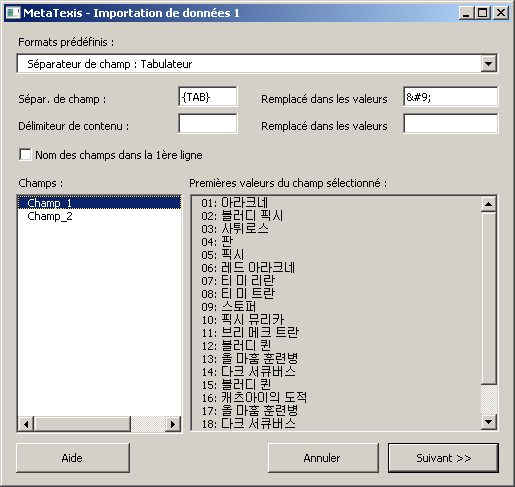 MetaTexis - Importation de données 1
Formats prédéfinis :
Séparateur de champ : Tabulateur
Sépar. de champ : {TAB} Remplacé dans les valeurs &#9;
Délimiteur de contenu : Remplacé dans les valeurs
Nom des champs dans la 1ère ligne
Champs : Premières valeurs du champ sélectionné :
Champ_1
Champ_2
01: 아라크네
02: 블러디 픽시
03: 사튀로스
04: 판
05: 픽시
06: 레드 아라크네
07: 티 미 리란
08: 티 미 트란
09: 스토퍼
10: 픽시 뮤리카
11: 브리 메크 트란
12: 블러디 퀸
13: 올 마훔 훈련병
14: 다크 서큐버스
15: 블러디 퀸
16: 캐츠아이의 도적
17: 올 마훔 훈련병
18: 다크 서큐버스
Aide Annuler Suivant >>